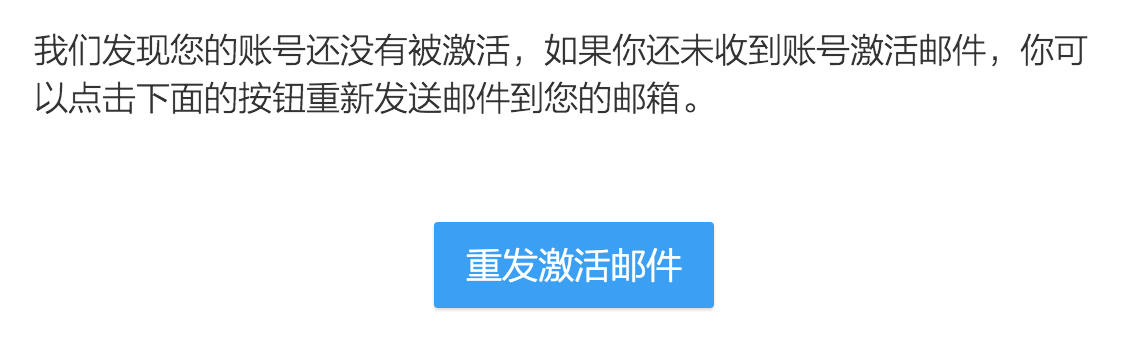 我们发现您的账号还没有被激活，如果你还未收到账号激活邮件，你可
以点击下面的按钮重新发送邮件到您的邮箱。
重发激活邮件